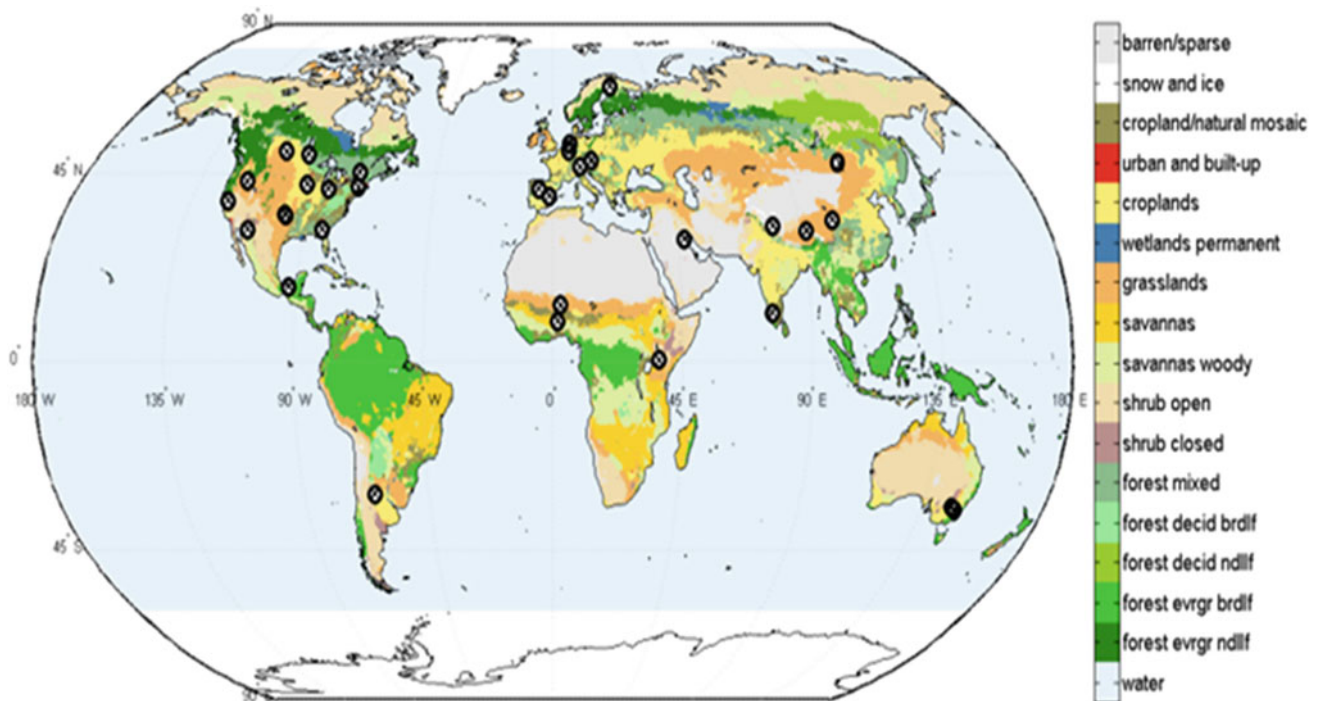 90° N
45° N
0°
180° W
135° W
90° W
45° W
0
45° E
90° E
135° E
180° E
45° S
90° S
barren/sparse
snow and ice
cropland/natural mosaic
urban and built-up
croplands
wetlands permanent
grasslands
savannas
savannas woody
shrub open
shrub closed
forest mixed
forest decid brdlf
forest decid ndllf
forest evrgr brdlf
forest evrgr ndllf
water